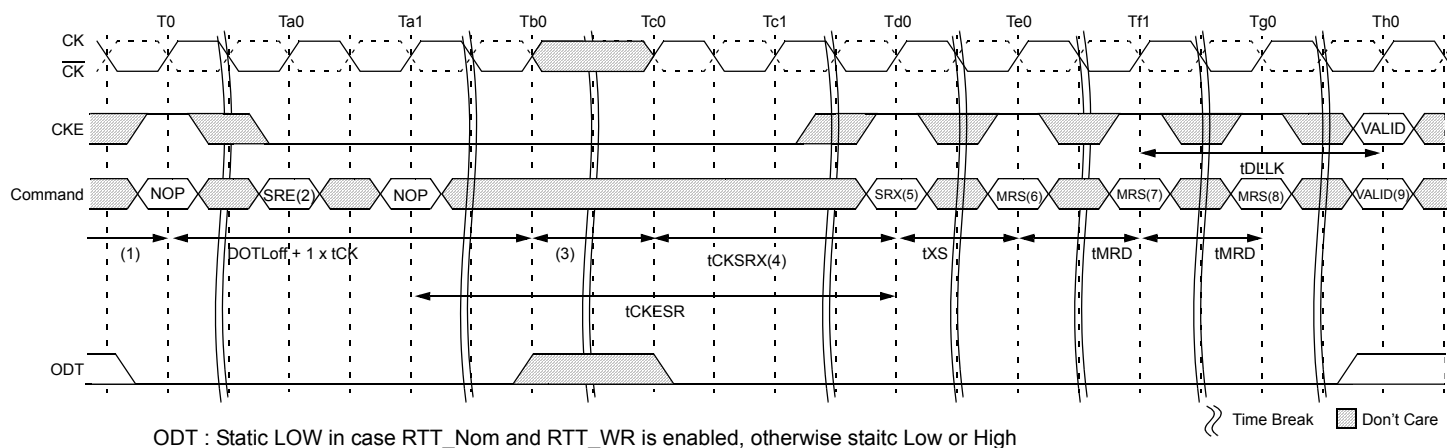 T0 Ta0 Ta1 Tb0 Tc0 Tc1 Td0 Te0 Tf1 Tg0 Th0
CK
CK
CKE VALID
tDLLK
Command NOP SRE(2) NOP SRX(5) MRS(6) MRS(7) MRS(8) VALID(9)
(1) DOTLoff + 1 x tCK (3) tCKSRX(4) tXS tMRD tMRD
tCKESR
ODT
Time Break Don't Care
ODT : Static LOW in case RTT_Nom and RTT_WR is enabled, otherwise staitc Low or High